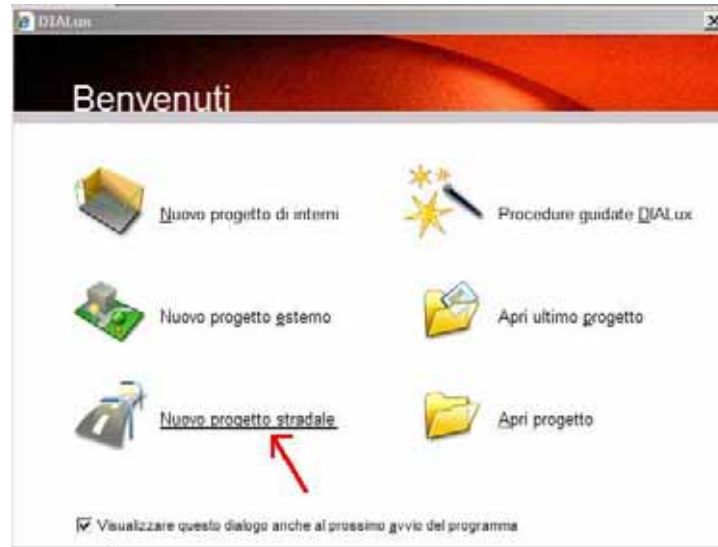 DIALux
Benvenuti
Nuovo progetto di interni
Procedure guidate DIALux
Nuovo progetto esterno
Apri ultimo progetto
Nuovo progetto stradale
Apri progetto
Visualizzare questo dialogo anche al prossimo avvio del programma